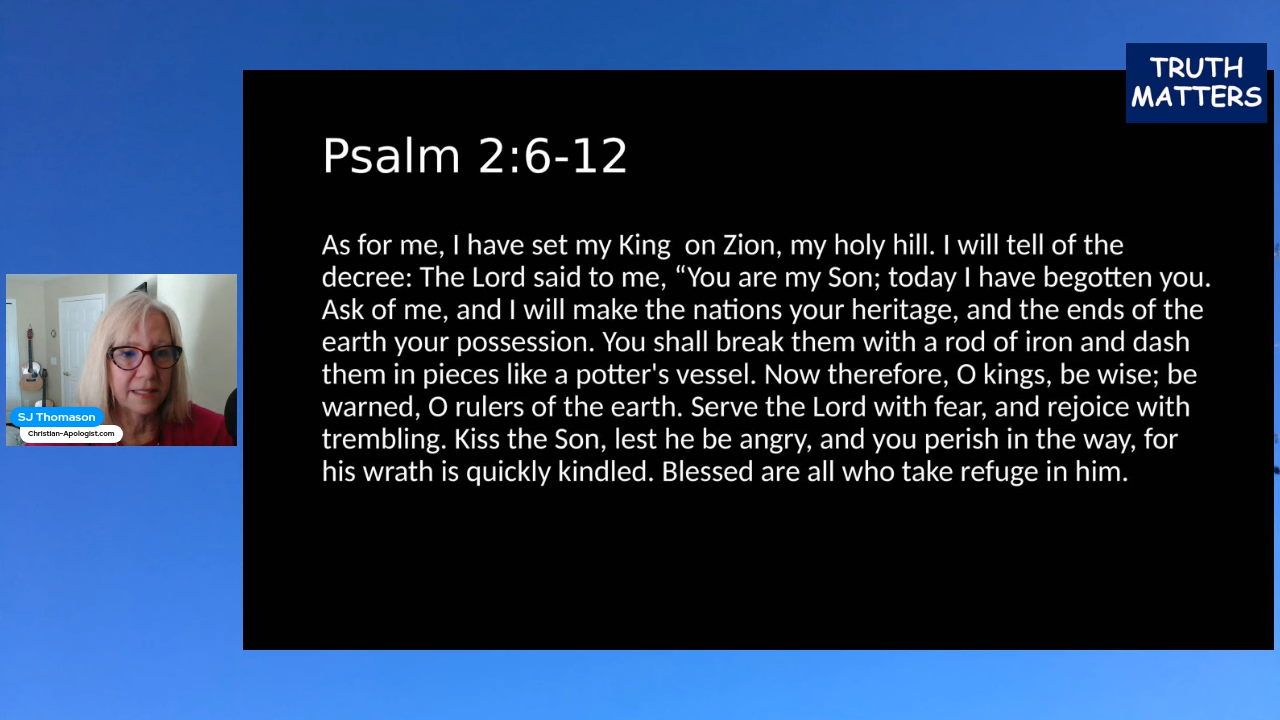 TRUTH
MATTERS
Psalm 2:6-12
As for me, I have set my King  on Zion, my holy hill. I will tell of the
decree: The Lord said to me, “You are my Son; today I have begotten you.
Ask of me, and I will make the nations your heritage, and the ends of the
earth your possession. You shall break them with a rod of iron and dash
them in pieces like a potter's vessel. Now therefore, O kings, be wise; be
warned, O rulers of the earth. Serve the Lord with fear, and rejoice with
trembling. Kiss the Son, lest he be angry, and you perish in the way, for
his wrath is quickly kindled. Blessed are all who take refuge in him.
SJ Thomason
Christian-Apologist.com